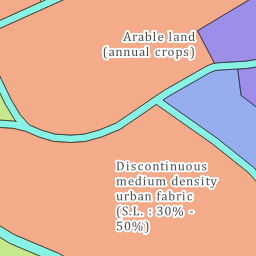 Arable land
(annual crops)
Discontinuous
medium density
urban fabric
(S.L. : 30% -
50%)